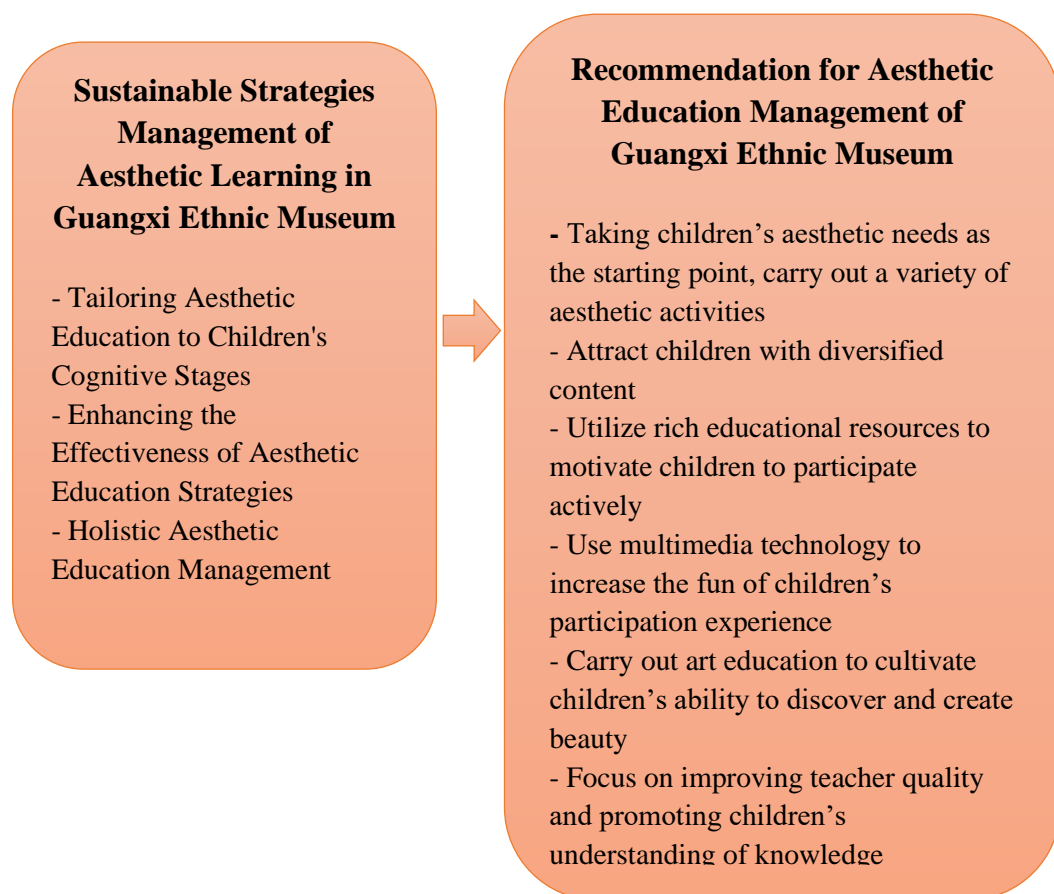 Sustainable Strategies
Management of
Aesthetic Learning in
Guangxi Ethnic Museum
- Tailoring Aesthetic
Education to Children's
Cognitive Stages
- Enhancing the
Effectiveness of Aesthetic
Education Strategies
- Holistic Aesthetic
Education Management
Recommendation for Aesthetic
Education Management of
Guangxi Ethnic Museum
- Taking children’s aesthetic needs as
the starting point, carry out a variety of
aesthetic activities
- Attract children with diversified
content
- Utilize rich educational resources to
motivate children to participate
actively
- Use multimedia technology to
increase the fun of children’s
participation experience
- Carry out art education to cultivate
children’s ability to discover and create
beauty
- Focus on improving teacher quality
and promoting children’s
understanding of knowledge